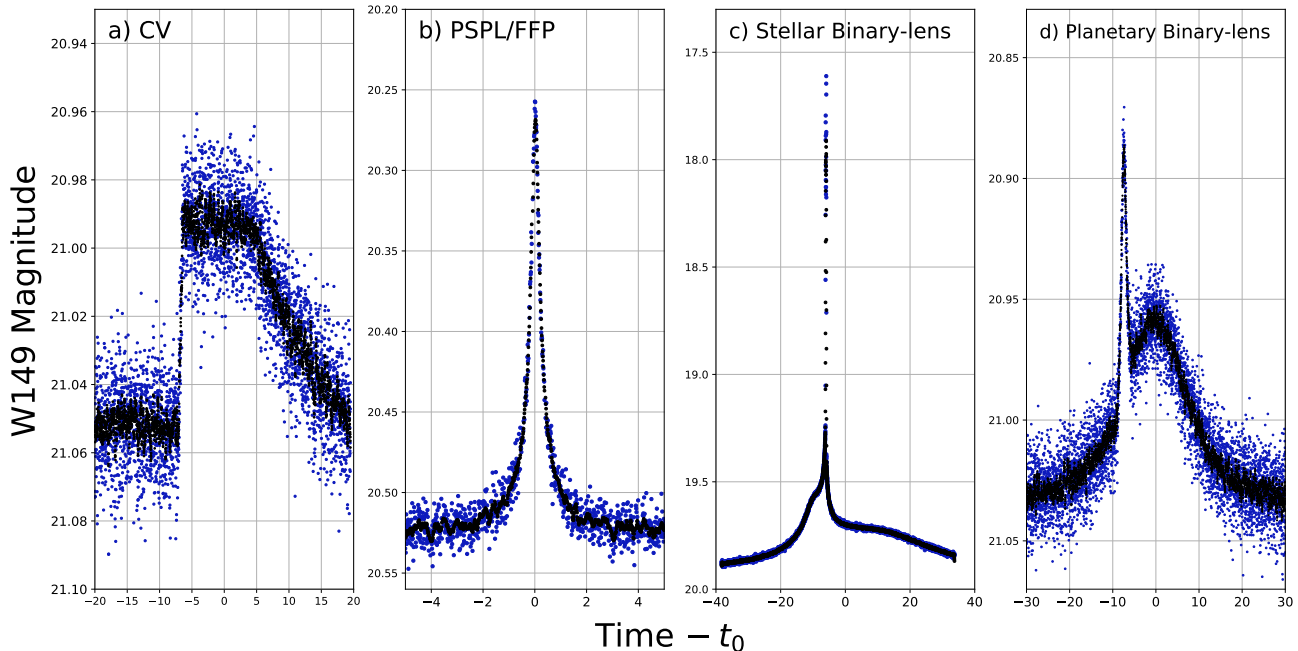 a) CV
b) PSPL/FFP
c) Stellar Binary-lens
d) Planetary Binary-lens
W149 Magnitude
20.94
20.96
20.98
21.00
21.02
21.04
21.06
21.08
21.10
−20 −15 −10 −5 0 5 10 15 20
20.20
20.25
20.30
20.35
20.40
20.45
20.50
20.55
−4 −2 0 2 4
17.5
18.0
18.5
19.0
19.5
20.0
−40 −20 0 20 40
20.85
20.90
20.95
21.00
21.05
−30 −20 −10 0 10 20 30
Time − t₀